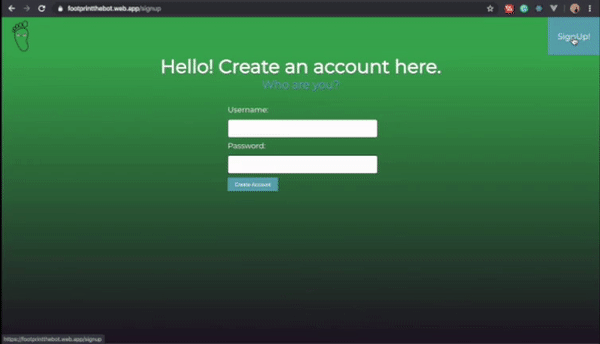 footprintthebot.web.app/signup
SignUp!
Hello! Create an account here.
Who are you?
Username:
Password:
Create Account
https://footprintthebot.web.app/signup